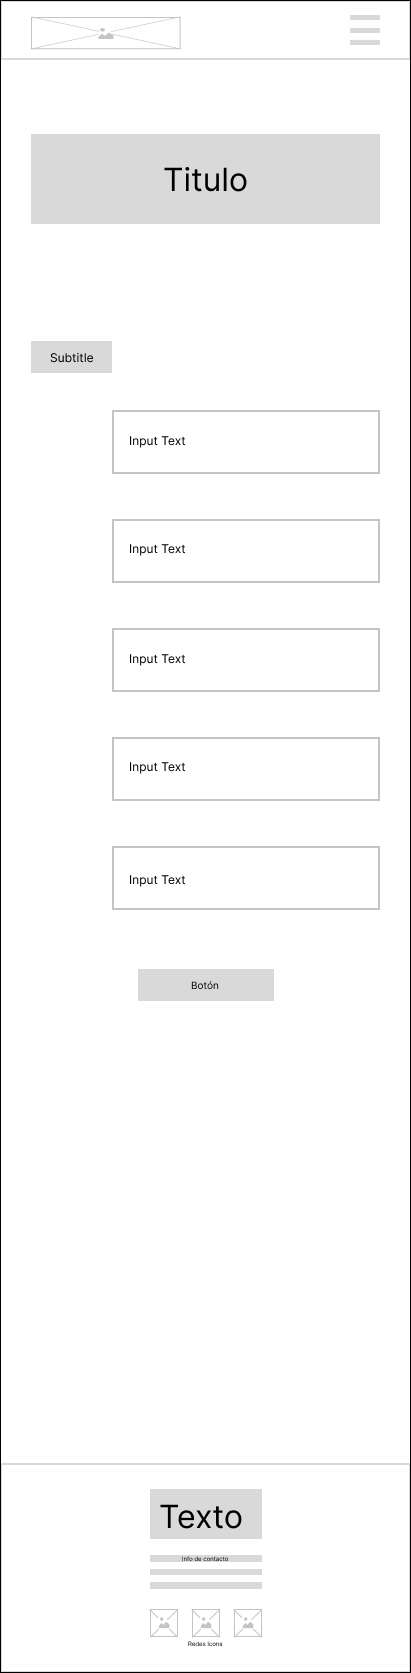 Titulo
Subtitle
Input Text
Input Text
Input Text
Input Text
Input Text
Botón
Texto
Info de contacto
Redes Icons